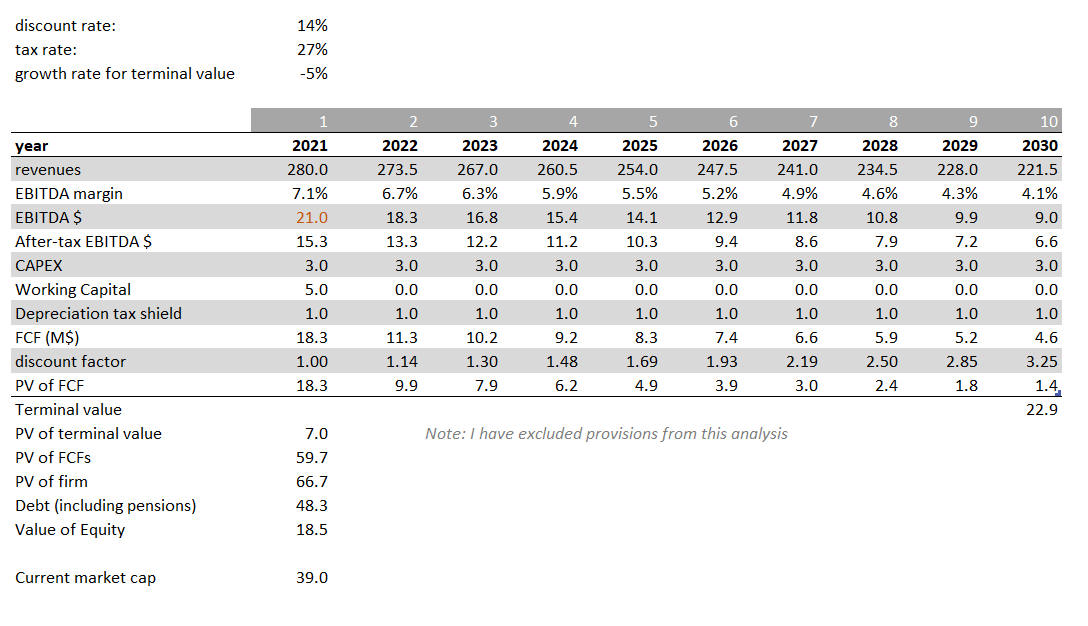 discount rate: 14%
tax rate: 27%
growth rate for terminal value -5%
1 2 3 4 5 6 7 8 9 10
year 2021 2022 2023 2024 2025 2026 2027 2028 2029 2030
revenues 280.0 273.5 267.0 260.5 254.0 247.5 241.0 234.5 228.0 221.5
EBITDA margin 7.1% 6.7% 6.3% 5.9% 5.5% 5.2% 4.9% 4.6% 4.3% 4.1%
EBITDA $ 21.0 18.3 16.8 15.4 14.1 12.9 11.8 10.8 9.9 9.0
After-tax EBITDA $ 15.3 13.3 12.2 11.2 10.3 9.4 8.6 7.9 7.2 6.6
CAPEX 3.0 3.0 3.0 3.0 3.0 3.0 3.0 3.0 3.0 3.0
Working Capital 5.0 0.0 0.0 0.0 0.0 0.0 0.0 0.0 0.0 0.0
Depreciation tax shield 1.0 1.0 1.0 1.0 1.0 1.0 1.0 1.0 1.0 1.0
FCF (M$) 18.3 11.3 10.2 9.2 8.3 7.4 6.6 5.9 5.2 4.6
discount factor 1.00 1.14 1.30 1.48 1.69 1.93 2.19 2.50 2.85 3.25
PV of FCF 18.3 9.9 7.9 6.2 4.9 3.9 3.0 2.4 1.8 1.4
Terminal value 22.9
PV of terminal value 7.0 Note: I have excluded provisions from this analysis
PV of FCFs 59.7
PV of firm 66.7
Debt (including pensions) 48.3
Value of Equity 18.5
Current market cap 39.0